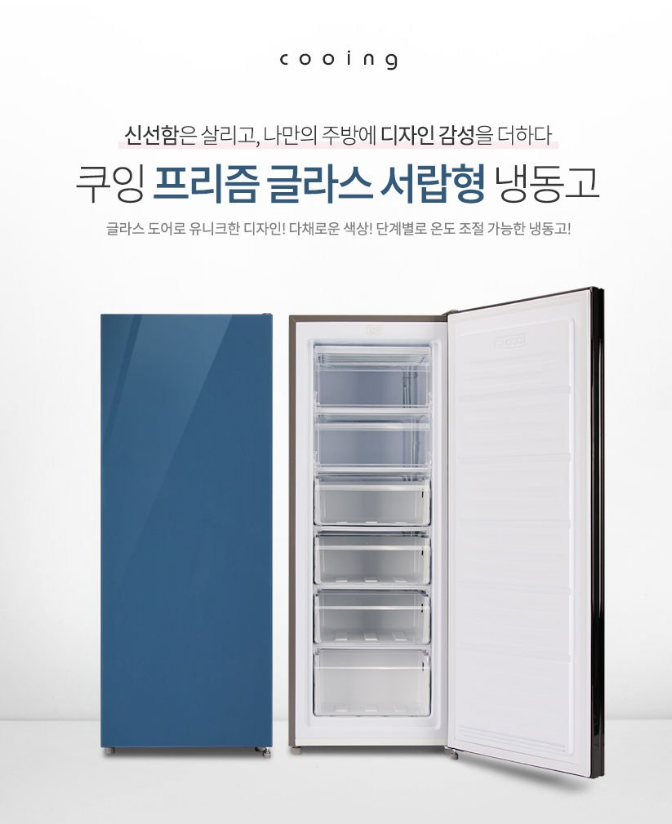 cooing
신선함은 살리고, 나만의 주방에 디자인 감성을 더하다
쿠잉 프리즘 글라스 서랍형 냉동고
글라스 도어로 유니크한 디자인! 다채로운 색상! 단계별로 온도 조절 가능한 냉동고!